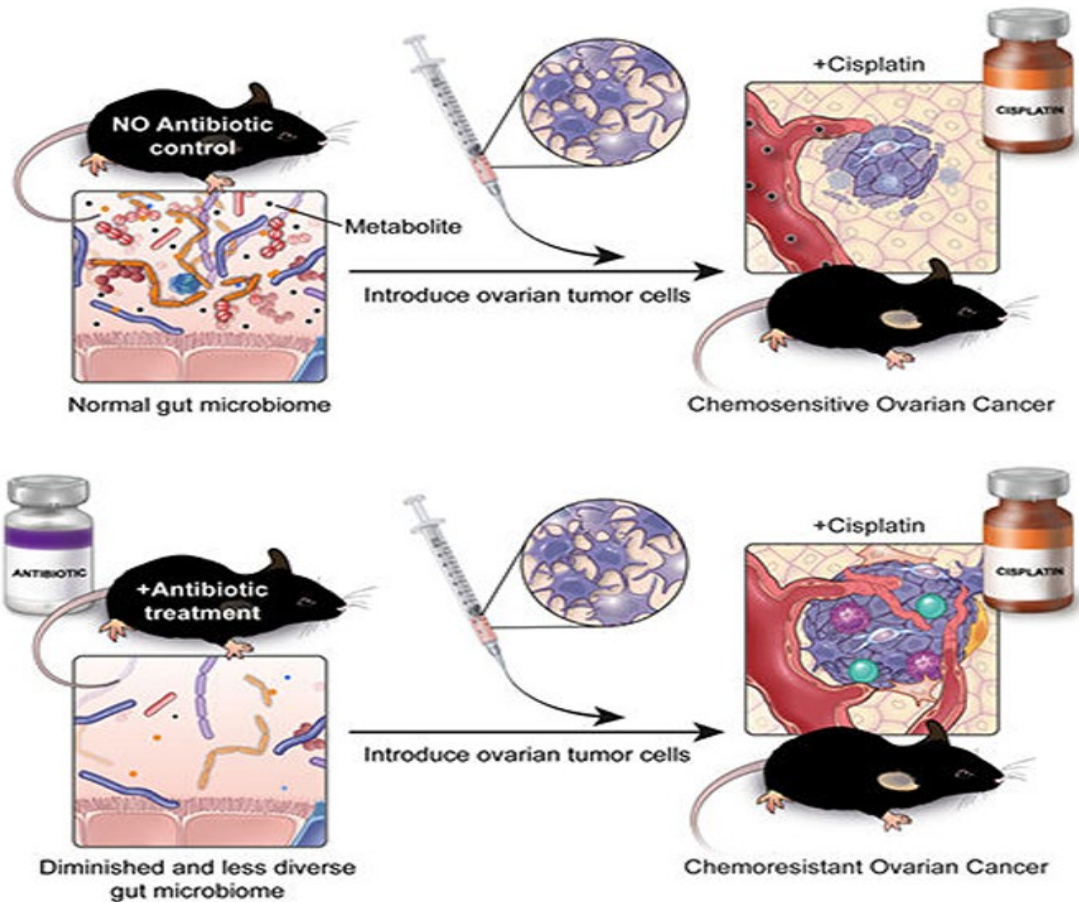 NO Antibiotic
control
Metabolite
+Cisplatin
CISPLATIN
Introduce ovarian tumor cells
Normal gut microbiome
Chemosensitive Ovarian Cancer
ANTIBIOTIC
+Antibiotic
treatment
+Cisplatin
CISPLATIN
Introduce ovarian tumor cells
Diminished and less diverse
gut microbiome
Chemoresistant Ovarian Cancer